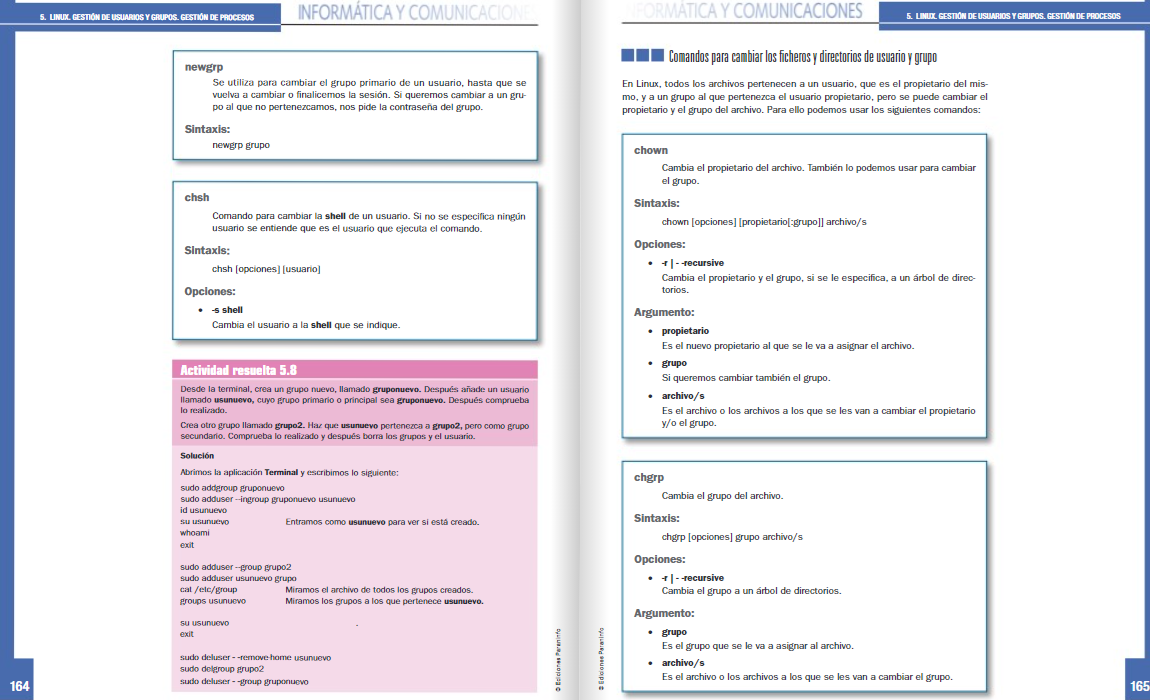 5. LINUX. GESTIÓN DE USUARIOS Y GRUPOS. GESTIÓN DE PROCESOS
INFORMÁTICA Y COMUNICACIONES
newgrp
Se utiliza para cambiar el grupo primario de un usuario, hasta que se
vuelva a cambiar o finalicemos la sesión. Si queremos cambiar a un gru-
po al que no pertenezcamos, nos pide la contraseña del grupo.
Sintaxis:
newgrp grupo
chsh
Comando para cambiar la shell de un usuario. Si no se especifica ningún
usuario se entiende que es el usuario que ejecuta el comando.
Sintaxis:
chsh [opciones] [usuario]
Opciones:
• -s shell
Cambia el usuario a la shell que se indique.
Actividad resuelta 5.8
Desde la terminal, crea un grupo nuevo, llamado gruponuevo. Después añade un usuario
llamado usunuevo, cuyo grupo primario o principal sea gruponuevo. Después comprueba
lo realizado.
Crea otro grupo llamado grupo2. Haz que usunuevo pertenezca a grupo2, pero como grupo
secundario. Comprueba lo realizado y después borra los grupos y el usuario.
Solución
Abrimos la aplicación Terminal y escribimos lo siguiente:
sudo addgroup gruponuevo
sudo adduser --ingroup gruponuevo usunuevo
id usunuevo
su usunuevo Entramos como usunuevo para ver si está creado.
whoami
exit
sudo adduser --group grupo2
sudo adduser usunuevo grupo
cat /etc/group Miramos el archivo de todos los grupos creados.
groups usunuevo Miramos los grupos a los que pertenece usunuevo.
su usunuevo .
exit
sudo deluser - -remove-home usunuevo
sudo delgroup grupo2
sudo deluser - -group gruponuevo
© Ediciones Paraninfo
164
INFORMÁTICA Y COMUNICACIONES
5. LINUX. GESTIÓN DE USUARIOS Y GRUPOS. GESTIÓN DE PROCESOS
Comandos para cambiar los ficheros y directorios de usuario y grupo
En Linux, todos los archivos pertenecen a un usuario, que es el propietario del mis-
mo, y a un grupo al que pertenezca el usuario propietario, pero se puede cambiar el
propietario y el grupo del archivo. Para ello podemos usar los siguientes comandos:
chown
Cambia el propietario del archivo. También lo podemos usar para cambiar
el grupo.
Sintaxis:
chown [opciones] [propietario[:grupo]] archivo/s
Opciones:
• -r | - -recursive
Cambia el propietario y el grupo, si se le especifica, a un árbol de direc-
torios.
Argumento:
• propietario
Es el nuevo propietario al que se le va a asignar el archivo.
• grupo
Si queremos cambiar también el grupo.
• archivo/s
Es el archivo o los archivos a los que se les van a cambiar el propietario
y/o el grupo.
chgrp
Cambia el grupo del archivo.
Sintaxis:
chgrp [opciones] grupo archivo/s
Opciones:
• -r | - -recursive
Cambia el grupo a un árbol de directorios.
Argumento:
• grupo
Es el grupo que se le va a asignar al archivo.
• archivo/s
Es el archivo o los archivos a los que se les van a cambiar el grupo.
© Ediciones Paraninfo
165